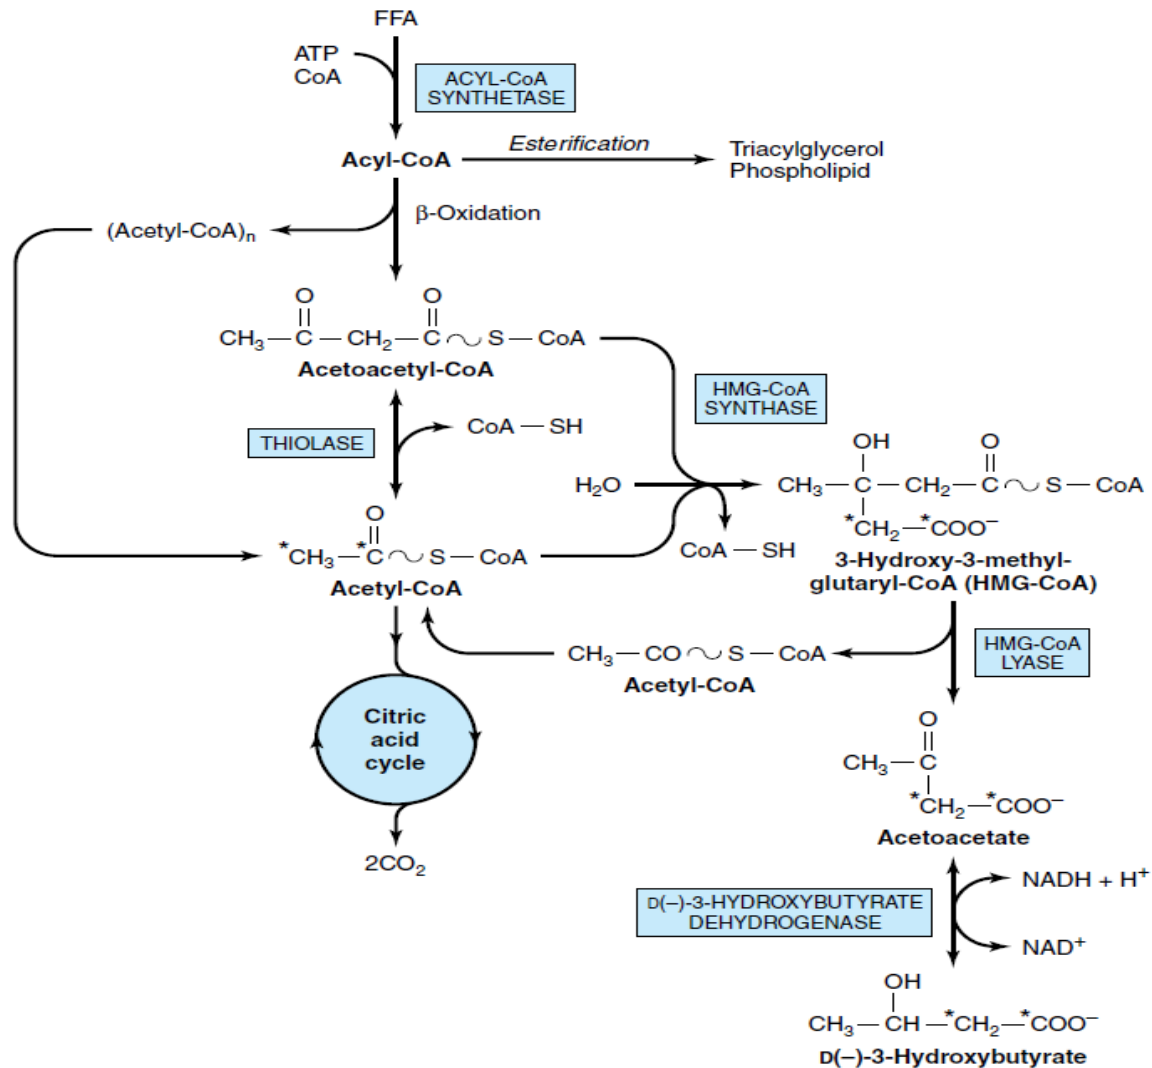 FFA
ATP
CoA
ACYL-CoA
SYNTHETASE
Acyl-CoA
Esterification
Triacylglycerol
Phospholipid
β-Oxidation
(Acetyl-CoA)n
O O
CH3—C—CH2—C~S—CoA
Acetoacetyl-CoA
HMG-CoA
SYNTHASE
THIOLASE
CoA—SH
OH O
H2O
CH3—C—CH2—C~S—CoA
*CH2—*COO–
O
*CH3—*C~S—CoA
Acetyl-CoA
CoA—SH
3-Hydroxy-3-methyl-
glutaryl-CoA (HMG-CoA)
CH3—CO~S—CoA
Acetyl-CoA
HMG-CoA
LYASE
Citric
acid
cycle
2CO2
O
CH3—C
*CH2—*COO–
Acetoacetate
NADH + H+
D(–)-3-HYDROXYBUTYRATE
DEHYDROGENASE
NAD+
OH
CH3—CH—*CH2—*COO–
D(–)-3-Hydroxybutyrate